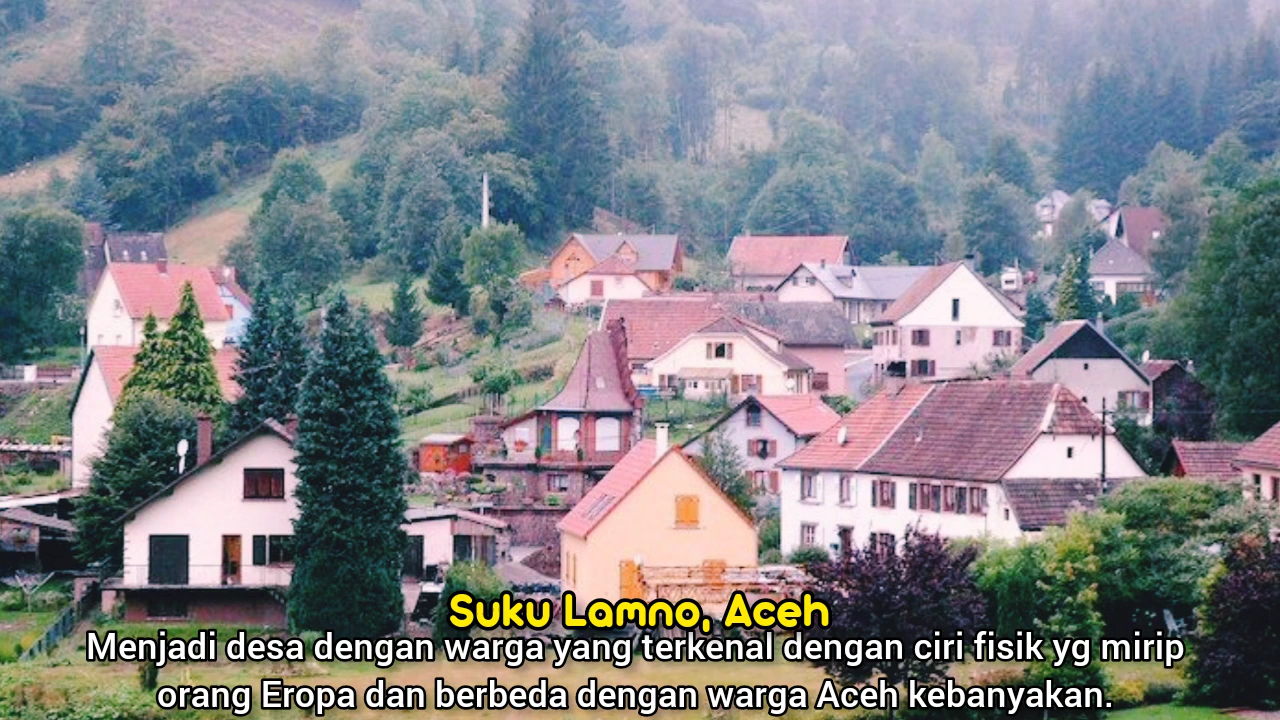 Suku Lamno, Aceh
Menjadi desa dengan warga yang terkenal dengan ciri fisik yg mirip
orang Eropa dan berbeda dengan warga Aceh kebanyakan.